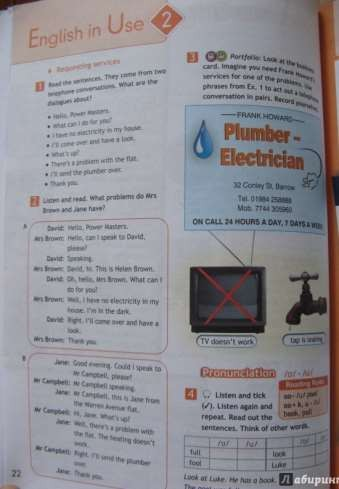 English in Use 2
Requesting services
1 Read the sentences. They come from two
telephone conversations. What are the
dialogues about?
• Hello, Power Masters.
• What can I do for you?
• I have no electricity in my house.
• I'll come over and have a look.
• What's up?
• There's a problem with the flat.
• I'll send the plumber over.
• Thank you.
2 Listen and read. What problems do Mrs
Brown and Jane have?
A
David: Hello, Power Masters.
Mrs Brown: Hello, can I speak to David,
please?
David: Speaking.
Mrs Brown: David, hi. This is Helen Brown.
David: Oh, hello, Mrs Brown. What can I
do for you?
Mrs Brown: Well, I have no electricity in my
house. I'm in the dark.
David: Right. I'll come over and have a
look.
Mrs Brown: Thank you.
B
Jane: Good evening. Could I speak to
Mr Campbell, please?
Mr Campbell: Mr Campbell speaking.
Jane: Mr Campbell, this is Jane from
the Warren Avenue flat.
Mr Campbell: Hi, Jane. What's up?
Jane: Well, there's a problem with
the flat. The heating doesn't
work.
Mr Campbell: Right. I'll send the plumber
over.
Jane: Thank you.
22
3 Portfolio: Look at the business
card. Imagine you need Frank Howard's
services for one of the problems. Use
phrases from Ex. 1 to act out a telephone
conversation in pairs. Record yourselves.
FRANK HOWARD
Plumber -
Electrician
32 Conley St, Barrow
Tel. 01984 258888
Mob. 7744 305960
ON CALL 24 HOURS A DAY, 7 DAYS A WEEK
TV doesn't work
tap is leaking
Pronunciation /ʊ/ - /uː/
Reading Rules
4 Listen and tick
(✓). Listen again and
repeat. Read out the
sentences. Think of other words.
/ʊ/ /uː/ /ʊ/ /uː/
full look
fool Luke
Look at Luke. He has a book.
Лабиринт